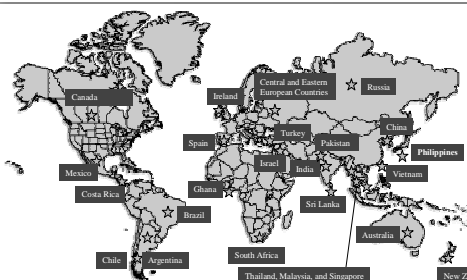 Canada
Ireland
Central and Eastern
European Countries
Russia
China
Turkey
Spain
Pakistan
Philippines
Israel
India
Mexico
Vietnam
Costa Rica
Ghana
Sri Lanka
Brazil
Australia
South Africa
Chile
Argentina
New Z
Thailand, Malaysia, and Singapore